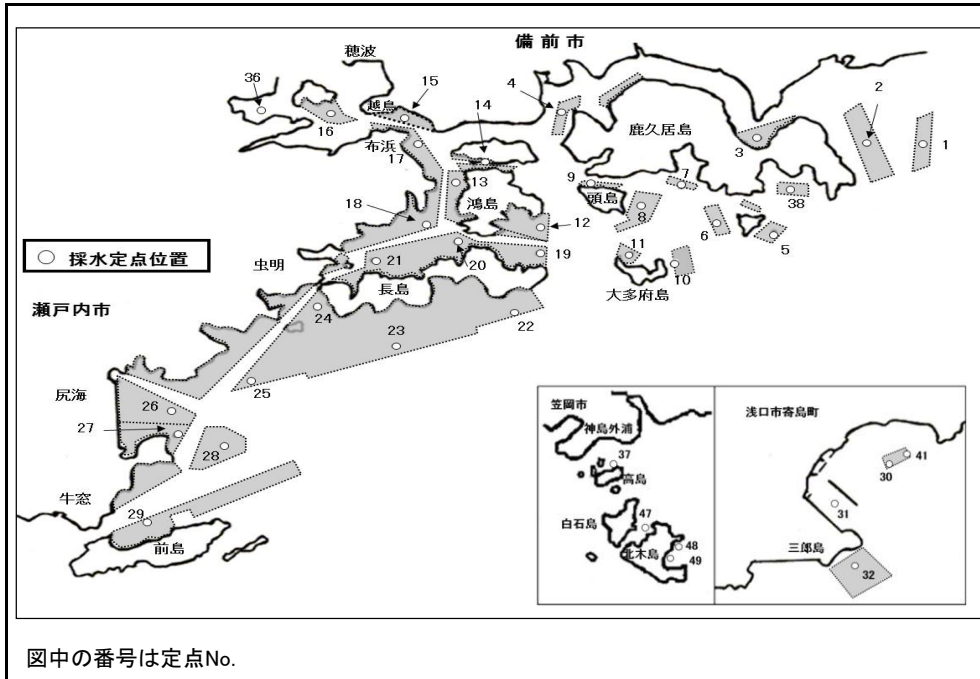 備前市
穂波
36
15
4
2
14
越島
16
鹿久居島
1
布浜
17
3
13
9
7
鴻島
頭島
38
18
8
12
6
5
採水定点位置
虫明
21
20
19
11
10
瀬戸内市
長島
大多府島
24
23
22
25
尻海
26
27
28
牛窓
29
前島
笠岡市
神島外浦
37
高島
47
白石島
48
北木島
49
浅口市寄島町
41
30
31
三郎島
32
図中の番号は定点No.